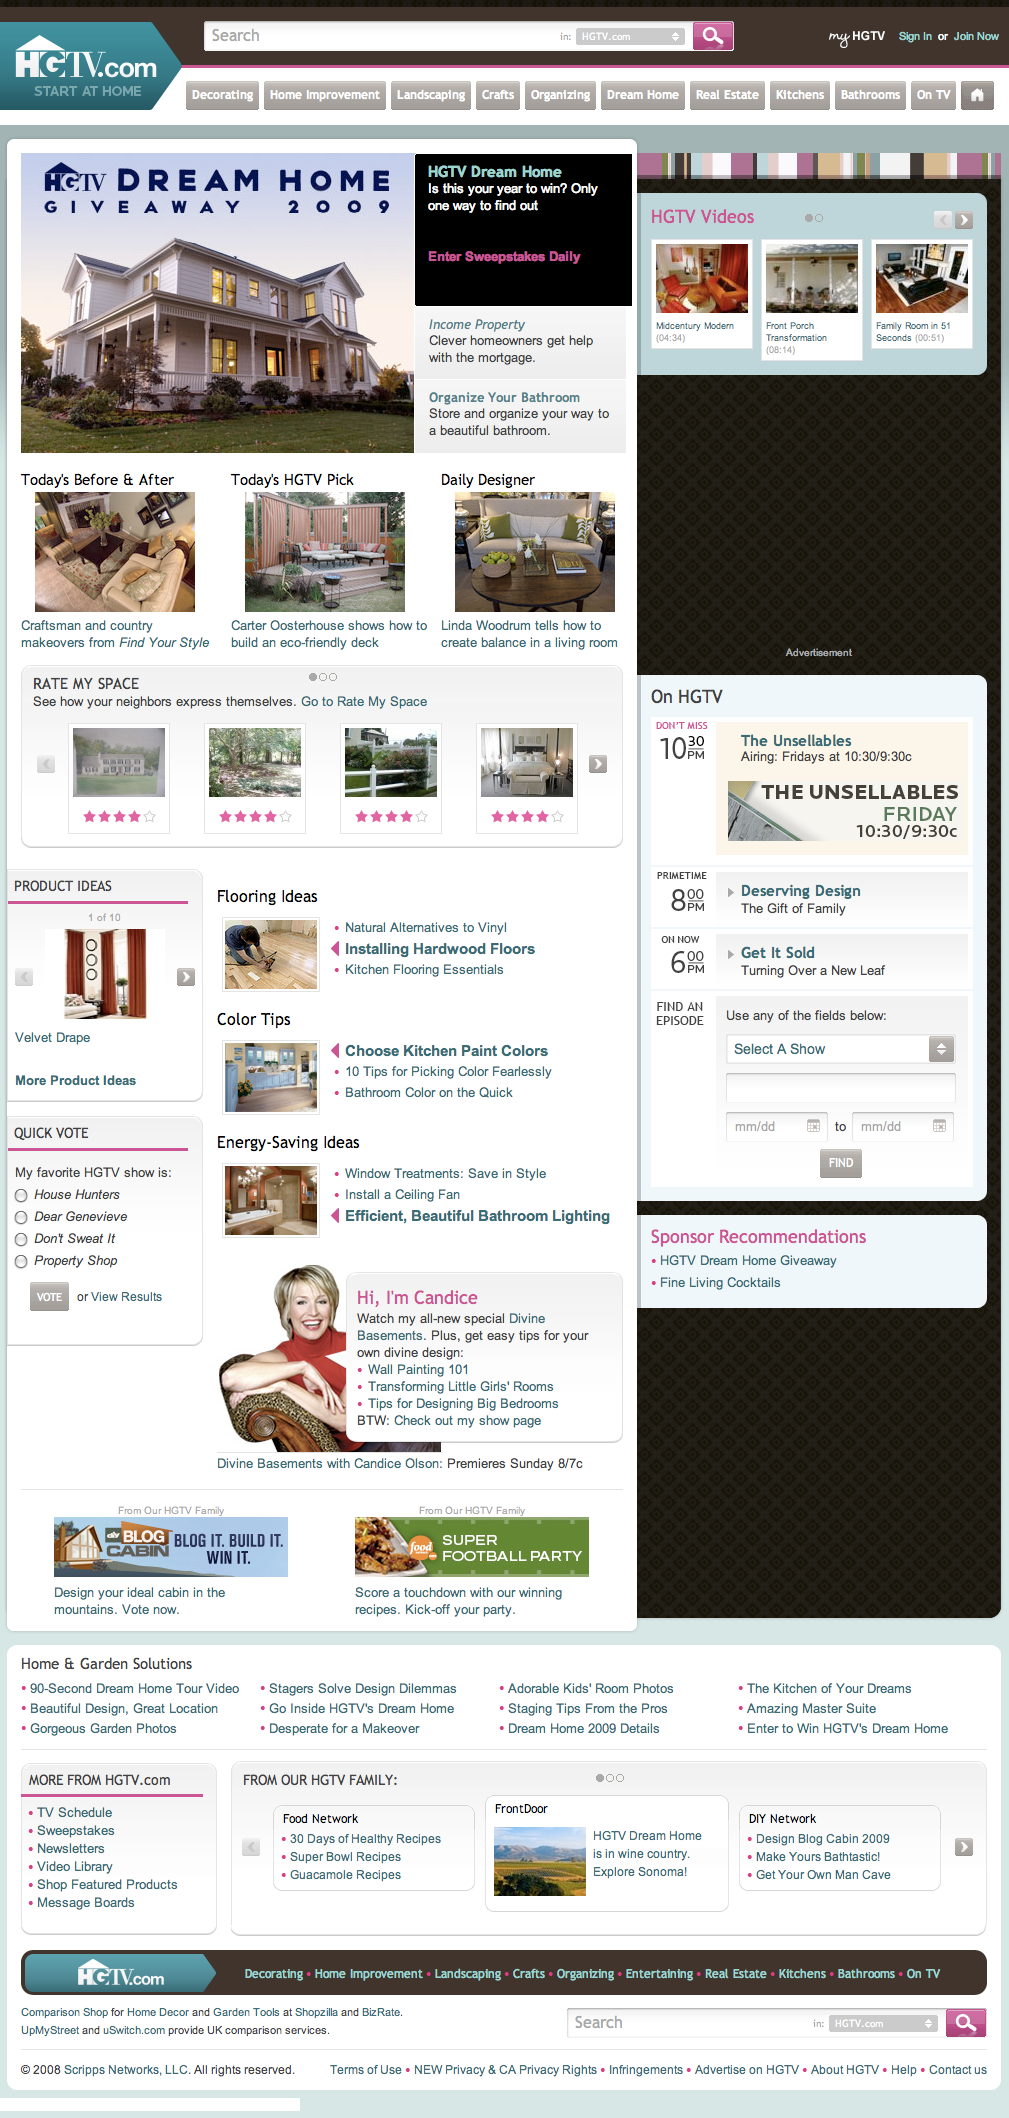 HGTV.com
START AT HOME
Search
in: HGTV.com
my HGTV Sign In or Join Now
Decorating Home Improvement Landscaping Crafts Organizing Dream Home Real Estate Kitchens Bathrooms On TV
HGTV DREAM HOME
GIVEAWAY 2009
HGTV Dream Home
Is this your year to win? Only
one way to find out
Enter Sweepstakes Daily
Income Property
Clever homeowners get help
with the mortgage.
Organize Your Bathroom
Store and organize your way to
a beautiful bathroom.
HGTV Videos
Midcentury Modern
(04:34)
Front Porch
Transformation
(08:14)
Family Room in 51
Seconds (00:51)
Today's Before & After
Craftsman and country
makeovers from Find Your Style
Today's HGTV Pick
Carter Oosterhouse shows how to
build an eco-friendly deck
Daily Designer
Linda Woodrum tells how to
create balance in a living room
Advertisement
RATE MY SPACE
See how your neighbors express themselves. Go to Rate My Space
On HGTV
DON'T MISS
10 30 PM
The Unsellables
Airing: Fridays at 10:30/9:30c
THE UNSELLABLES
FRIDAY
10:30/9:30c
PRIMETIME
8 00 PM
Deserving Design
The Gift of Family
ON NOW
6 00 PM
Get It Sold
Turning Over a New Leaf
FIND AN
EPISODE
Use any of the fields below:
Select A Show
mm/dd to mm/dd
FIND
Sponsor Recommendations
• HGTV Dream Home Giveaway
• Fine Living Cocktails
PRODUCT IDEAS
1 of 10
Velvet Drape
More Product Ideas
QUICK VOTE
My favorite HGTV show is:
House Hunters
Dear Genevieve
Don't Sweat It
Property Shop
VOTE or View Results
Flooring Ideas
• Natural Alternatives to Vinyl
Installing Hardwood Floors
• Kitchen Flooring Essentials
Color Tips
Choose Kitchen Paint Colors
• 10 Tips for Picking Color Fearlessly
• Bathroom Color on the Quick
Energy-Saving Ideas
• Window Treatments: Save in Style
• Install a Ceiling Fan
Efficient, Beautiful Bathroom Lighting
Hi, I'm Candice
Watch my all-new special Divine
Basements. Plus, get easy tips for your
own divine design:
• Wall Painting 101
• Transforming Little Girls' Rooms
• Tips for Designing Big Bedrooms
BTW: Check out my show page
Divine Basements with Candice Olson: Premieres Sunday 8/7c
From Our HGTV Family
diy BLOG CABIN BLOG IT. BUILD IT.
WIN IT.
Design your ideal cabin in the
mountains. Vote now.
From Our HGTV Family
food SUPER
FOOTBALL PARTY
Score a touchdown with our winning
recipes. Kick-off your party.
Home & Garden Solutions
• 90-Second Dream Home Tour Video
• Beautiful Design, Great Location
• Gorgeous Garden Photos
• Stagers Solve Design Dilemmas
• Go Inside HGTV's Dream Home
• Desperate for a Makeover
• Adorable Kids' Room Photos
• Staging Tips From the Pros
• Dream Home 2009 Details
• The Kitchen of Your Dreams
• Amazing Master Suite
• Enter to Win HGTV's Dream Home
MORE FROM HGTV.com
• TV Schedule
• Sweepstakes
• Newsletters
• Video Library
• Shop Featured Products
• Message Boards
FROM OUR HGTV FAMILY:
Food Network
• 30 Days of Healthy Recipes
• Super Bowl Recipes
• Guacamole Recipes
FrontDoor
HGTV Dream Home
is in wine country.
Explore Sonoma!
DIY Network
• Design Blog Cabin 2009
• Make Yours Bathtastic!
• Get Your Own Man Cave
HGTV.com
Decorating • Home Improvement • Landscaping • Crafts • Organizing • Entertaining • Real Estate • Kitchens • Bathrooms • On TV
Comparison Shop for Home Decor and Garden Tools at Shopzilla and BizRate.
UpMyStreet and uSwitch.com provide UK comparison services.
Search
in: HGTV.com
© 2008 Scripps Networks, LLC. All rights reserved.
Terms of Use • NEW Privacy & CA Privacy Rights • Infringements • Advertise on HGTV • About HGTV • Help • Contact us